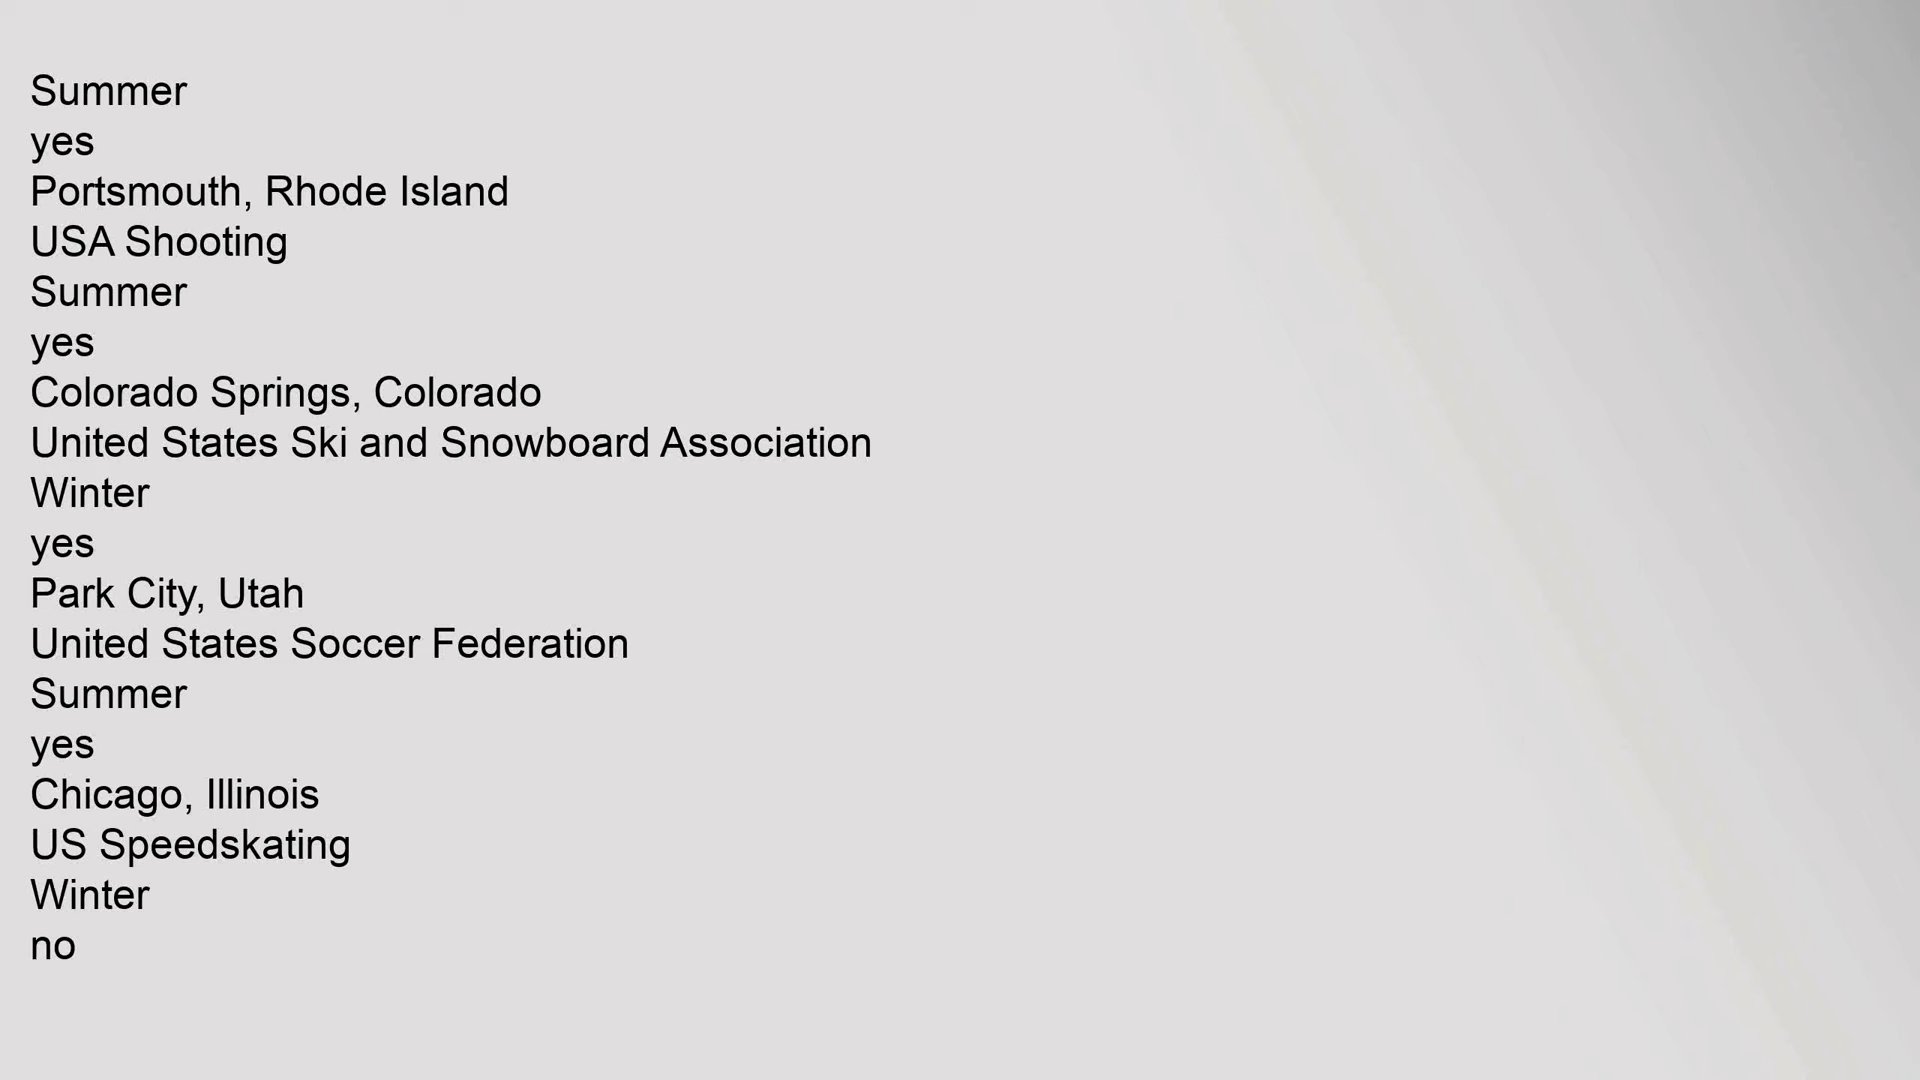 Summer
yes
Portsmouth, Rhode Island
USA Shooting
Summer
yes
Colorado Springs, Colorado
United States Ski and Snowboard Association
Winter
yes
Park City, Utah
United States Soccer Federation
Summer
yes
Chicago, Illinois
US Speedskating
Winter
no